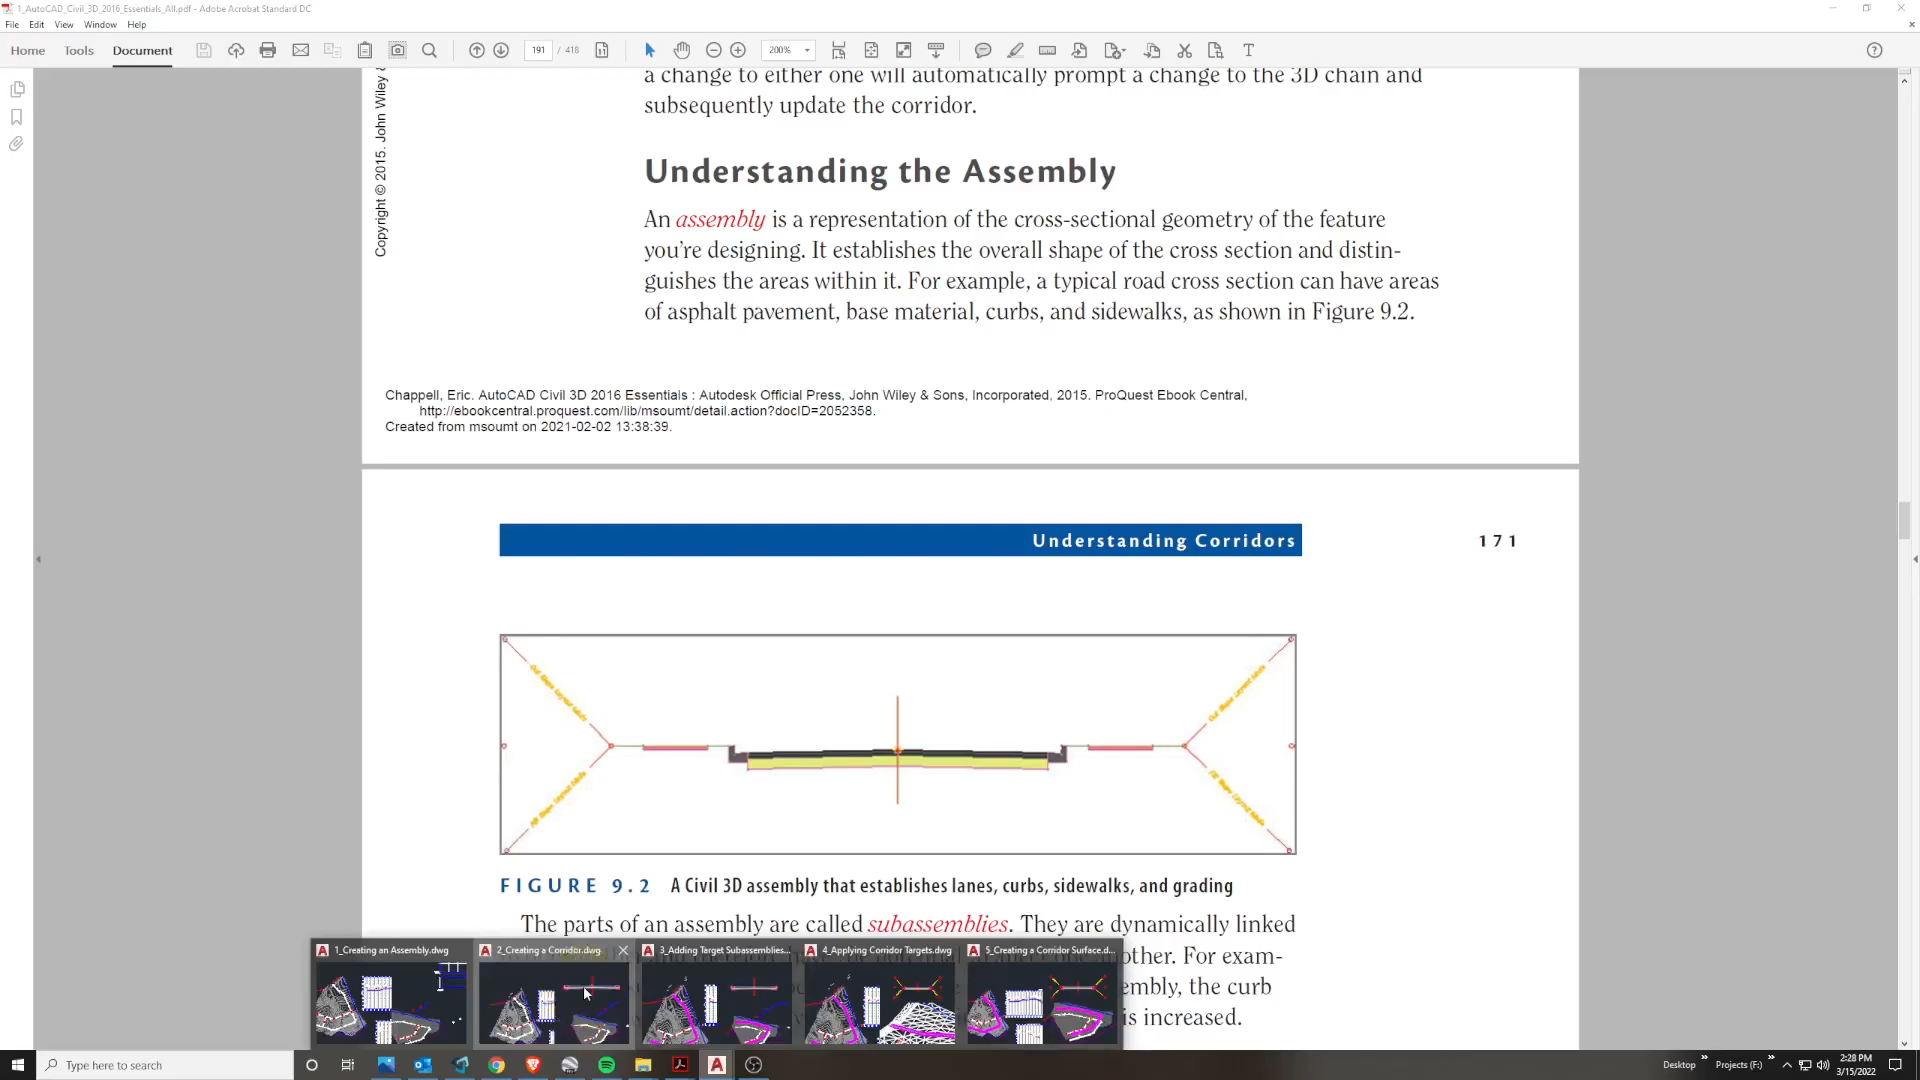 1_AutoCAD_Civil_3D_2016_Essentials_All.pdf - Adobe Acrobat Standard DC
File Edit View Window Help
Home Tools Document 191 / 418 200%
a change to either one will automatically prompt a change to the 3D chain and
subsequently update the corridor.
Copyright © 2015. John Wiley &
Understanding the Assembly
An assembly is a representation of the cross-sectional geometry of the feature
you're designing. It establishes the overall shape of the cross section and distin-
guishes the areas within it. For example, a typical road cross section can have areas
of asphalt pavement, base material, curbs, and sidewalks, as shown in Figure 9.2.
Chappell, Eric. AutoCAD Civil 3D 2016 Essentials : Autodesk Official Press, John Wiley & Sons, Incorporated, 2015. ProQuest Ebook Central,
http://ebookcentral.proquest.com/lib/msoumt/detail.action?docID=2052358.
Created from msoumt on 2021-02-02 13:38:39.
Understanding Corridors 171
FIGURE 9.2 A Civil 3D assembly that establishes lanes, curbs, sidewalks, and grading
The parts of an assembly are called subassemblies. They are dynamically linked
1_Creating an Assembly.dwg 2_Creating a Corridor.dwg 3_Adding Target Subassemblies... 4_Applying Corridor Targets.dwg 5_Creating a Corridor Surface.d...
other. For exam-
embly, the curb
is increased.
Type here to search
Desktop Projects (F:) 2:28 PM
3/15/2022